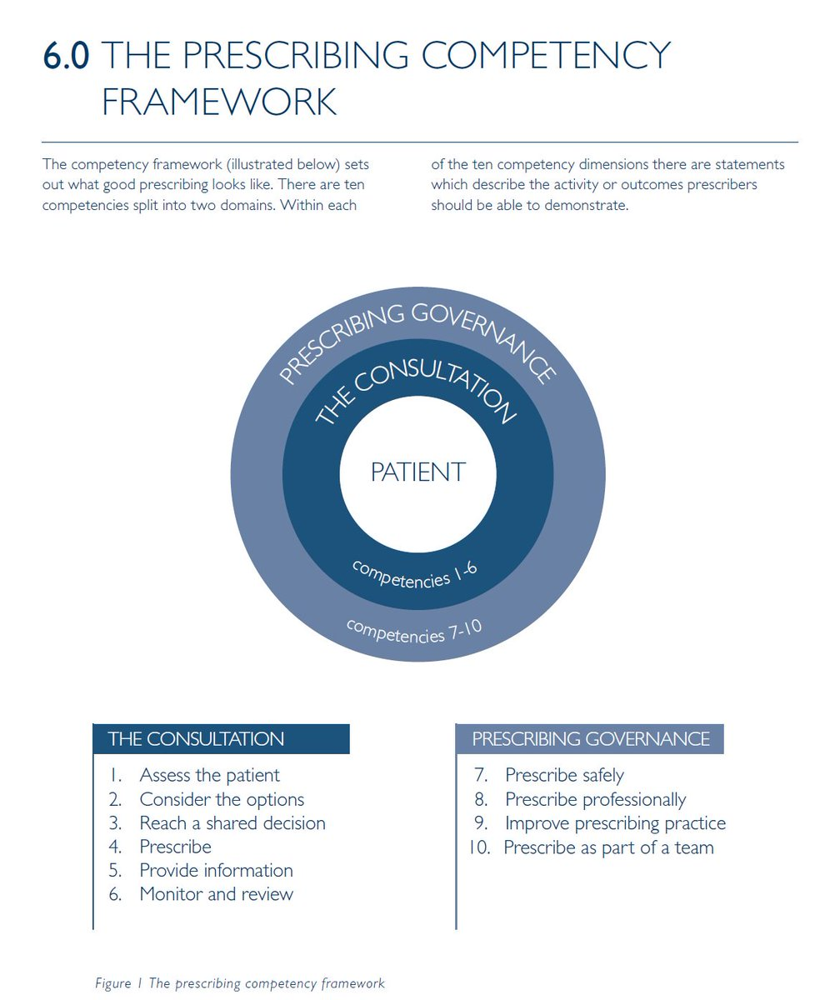 6.0 THE PRESCRIBING COMPETENCY
FRAMEWORK
The competency framework (illustrated below) sets
out what good prescribing looks like. There are ten
competencies split into two domains. Within each
of the ten competency dimensions there are statements
which describe the activity or outcomes prescribers
should be able to demonstrate.
PRESCRIBING GOVERNANCE
THE CONSULTATION
PATIENT
competencies 1-6
competencies 7-10
THE CONSULTATION
1. Assess the patient
2. Consider the options
3. Reach a shared decision
4. Prescribe
5. Provide information
6. Monitor and review
PRESCRIBING GOVERNANCE
7. Prescribe safely
8. Prescribe professionally
9. Improve prescribing practice
10. Prescribe as part of a team
Figure 1 The prescribing competency framework